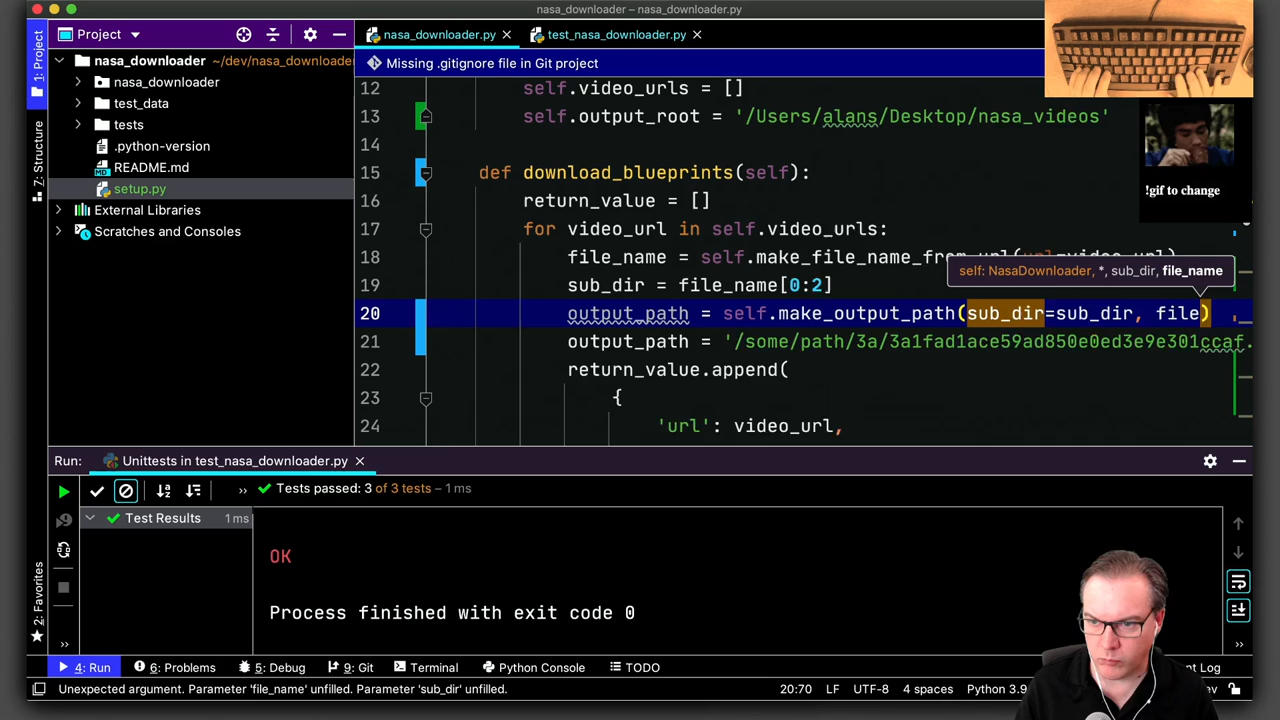 nasa_downloader – nasa_downloader.py
Project
nasa_downloader.py
test_nasa_downloader.py
1: Project
7: Structure
2: Favorites
nasa_downloader ~/dev/nasa_downloader
nasa_downloader
test_data
tests
.python-version
README.md
setup.py
External Libraries
Scratches and Consoles
Missing .gitignore file in Git project
12 self.video_urls = []
13 self.output_root = '/Users/alans/Desktop/nasa_videos'
14
15 def download_blueprints(self):
16 return_value = []
17 for video_url in self.video_urls:
18 file_name = self.make_file_name_from_url(url=video_url)
19 sub_dir = file_name[0:2]
20 output_path = self.make_output_path(sub_dir=sub_dir, file)
21 output_path = '/some/path/3a/3a1fad1ace59ad850e0ed3e9e301ccaf.
22 return_value.append(
23 {
24 'url': video_url,
self: NasaDownloader, *, sub_dir, file_name
!gif to change
Run: Unittests in test_nasa_downloader.py
Tests passed: 3 of 3 tests – 1 ms
Test Results 1 ms
OK
Process finished with exit code 0
4: Run
6: Problems
5: Debug
9: Git
Terminal
Python Console
TODO
Log
Unexpected argument. Parameter 'file_name' unfilled. Parameter 'sub_dir' unfilled.
20:70 LF UTF-8 4 spaces Python 3.9